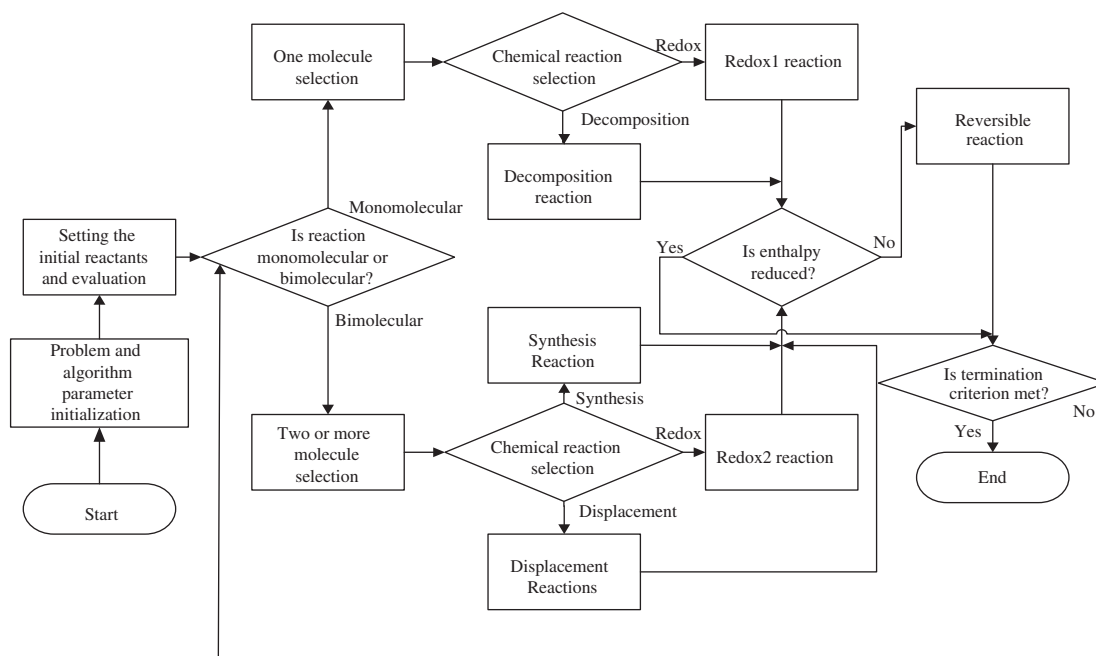 One molecule
selection
Chemical reaction
selection
Redox
Redox1 reaction
Decomposition
Decomposition
reaction
Reversible
reaction
Monomolecular
Setting the
initial reactants
and evaluation
Is reaction
monomolecular or
bimolecular?
Yes
Is enthalpy
reduced?
No
Bimolecular
Problem and
algorithm
parameter
initialization
Synthesis
Reaction
Is termination
criterion met?
No
Synthesis
Two or more
molecule
selection
Chemical reaction
selection
Redox
Redox2 reaction
Yes
End
Start
Displacement
Displacement
Reactions